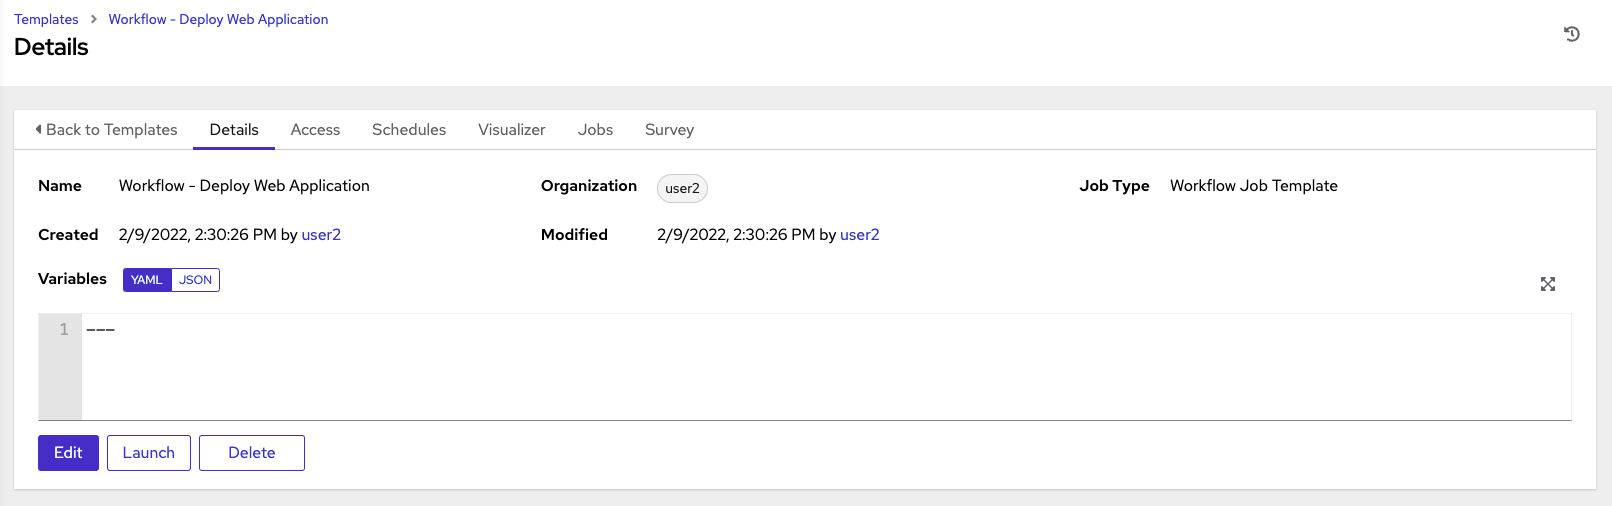 Templates > Workflow - Deploy Web Application
Details
Back to Templates Details Access Schedules Visualizer Jobs Survey
Name Workflow - Deploy Web Application Organization user2 Job Type Workflow Job Template
Created 2/9/2022, 2:30:26 PM by user2 Modified 2/9/2022, 2:30:26 PM by user2
Variables YAML JSON
1 ---
Edit Launch Delete